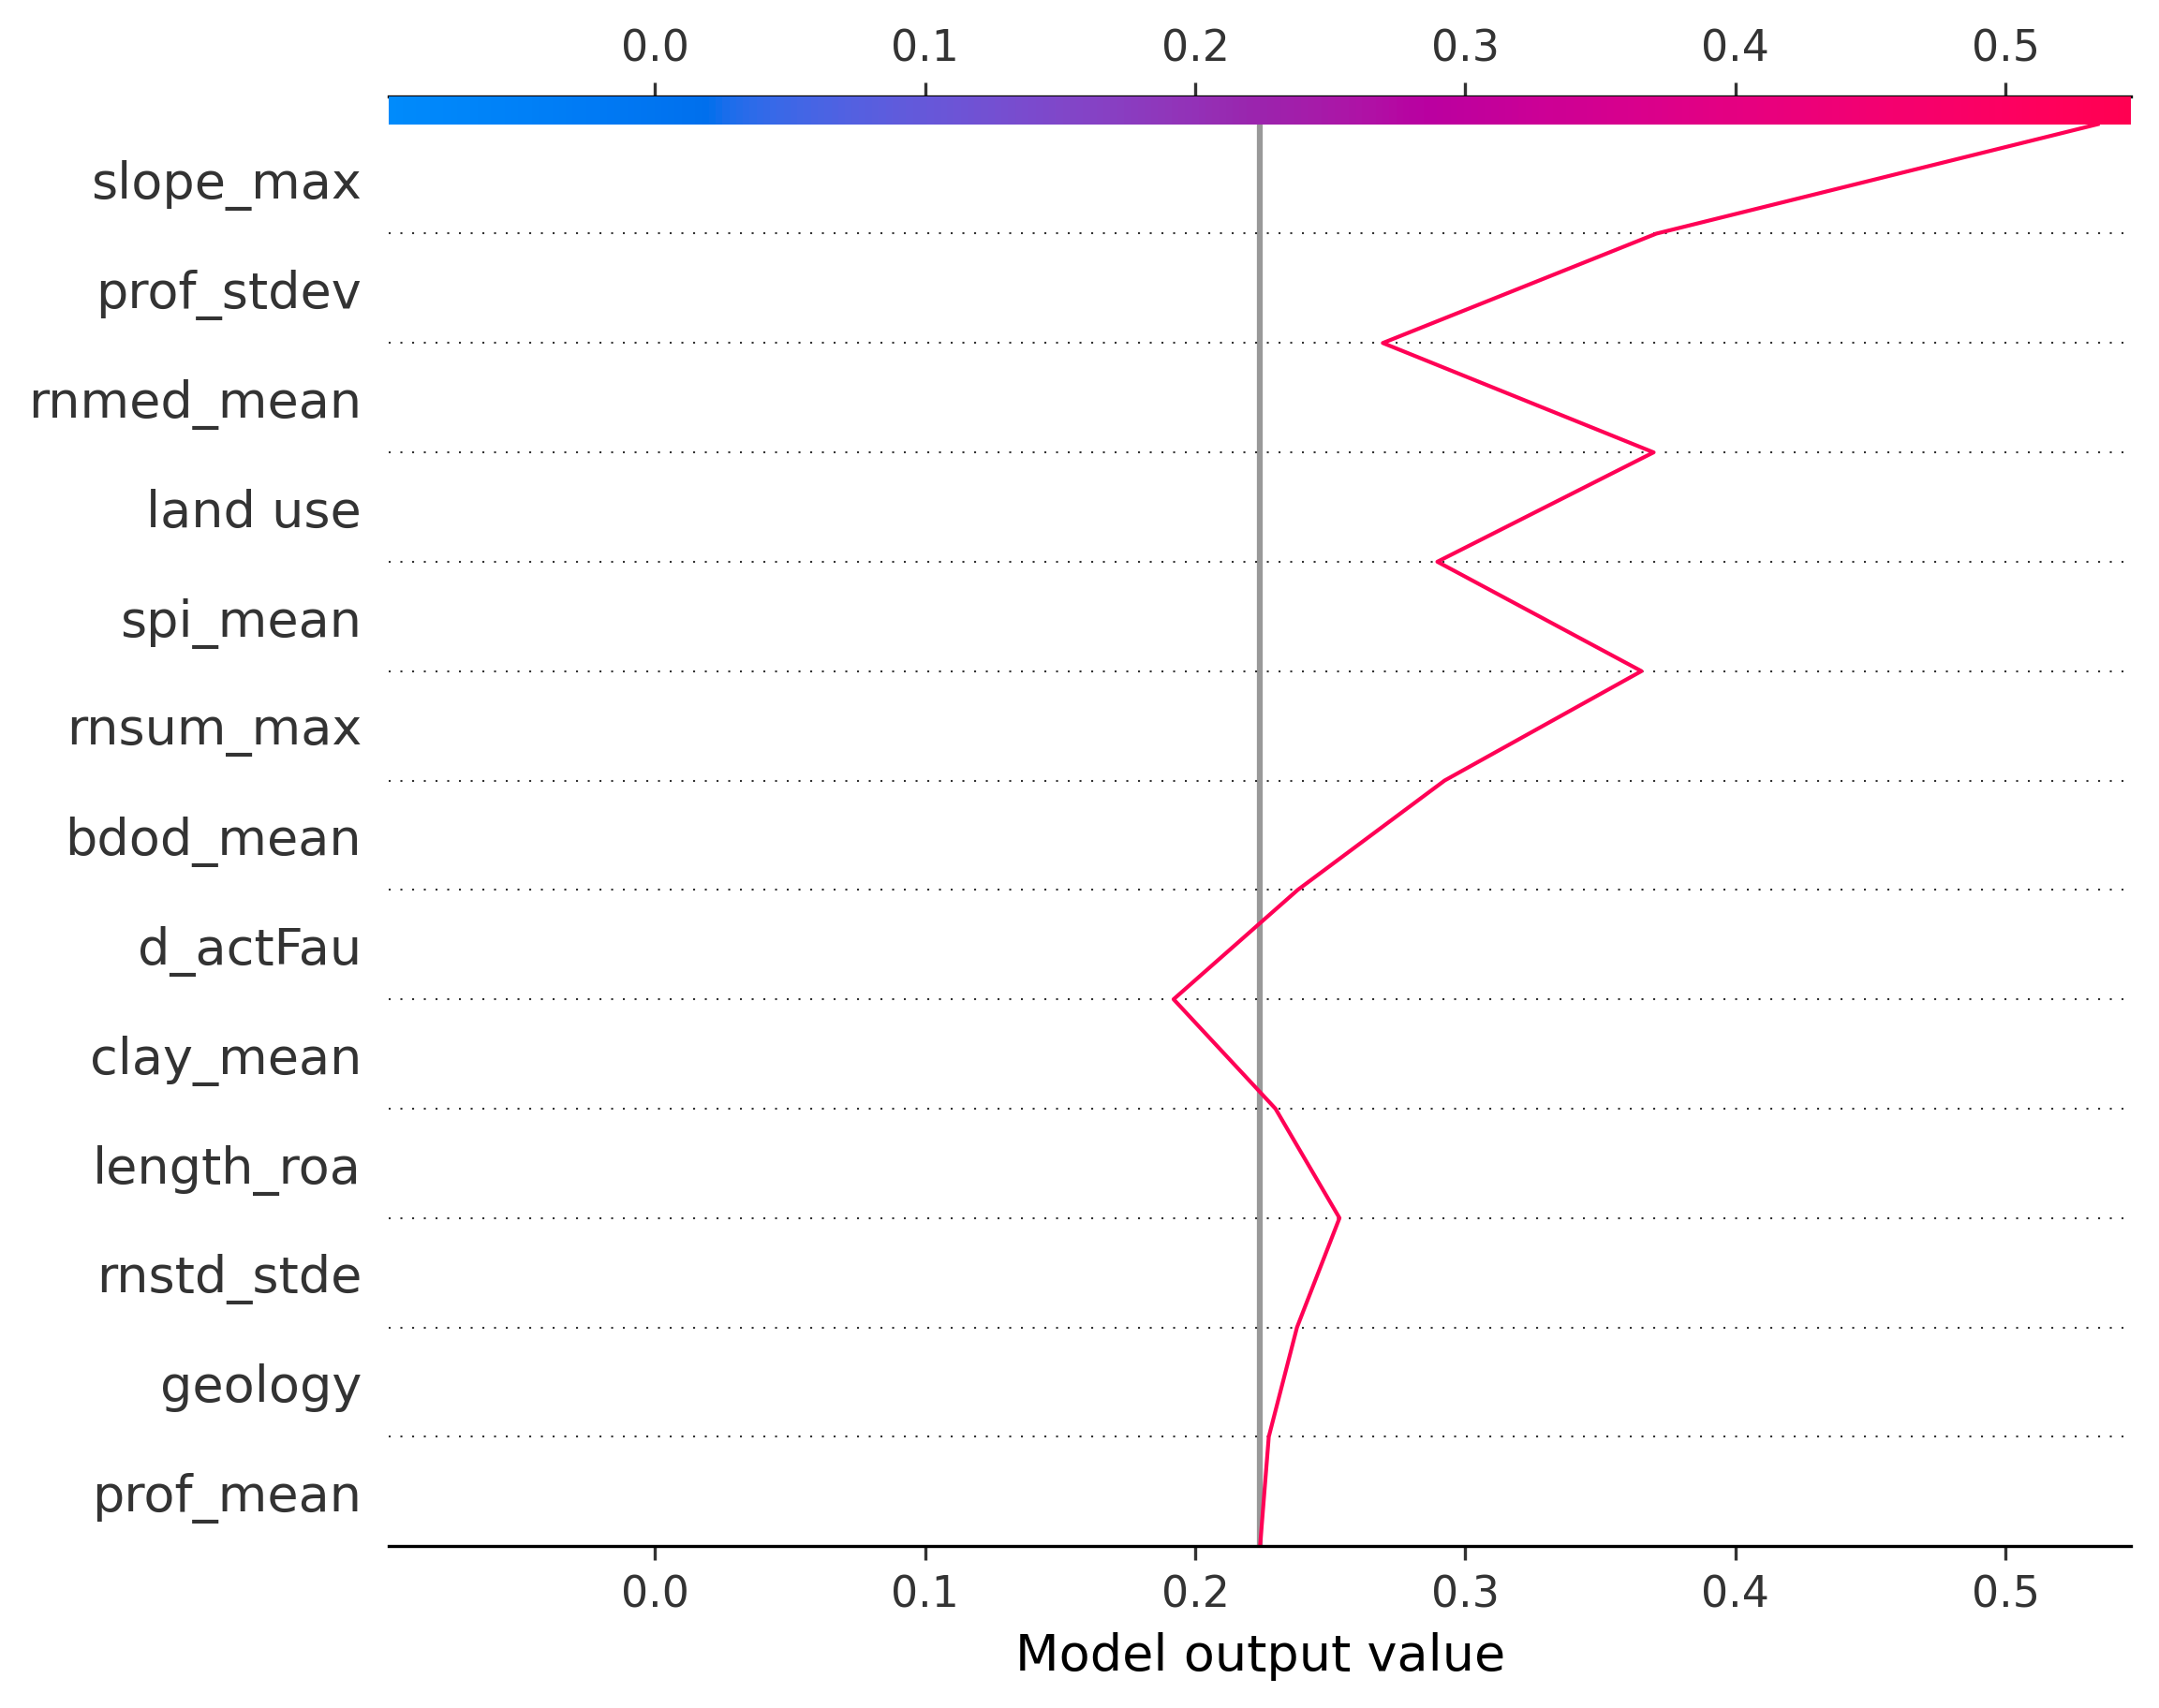 0.0 0.1 0.2 0.3 0.4 0.5
slope_max
prof_stdev
rnmed_mean
land use
spi_mean
rnsum_max
bdod_mean
d_actFau
clay_mean
length_roa
rnstd_stde
geology
prof_mean
0.0 0.1 0.2 0.3 0.4 0.5
Model output value